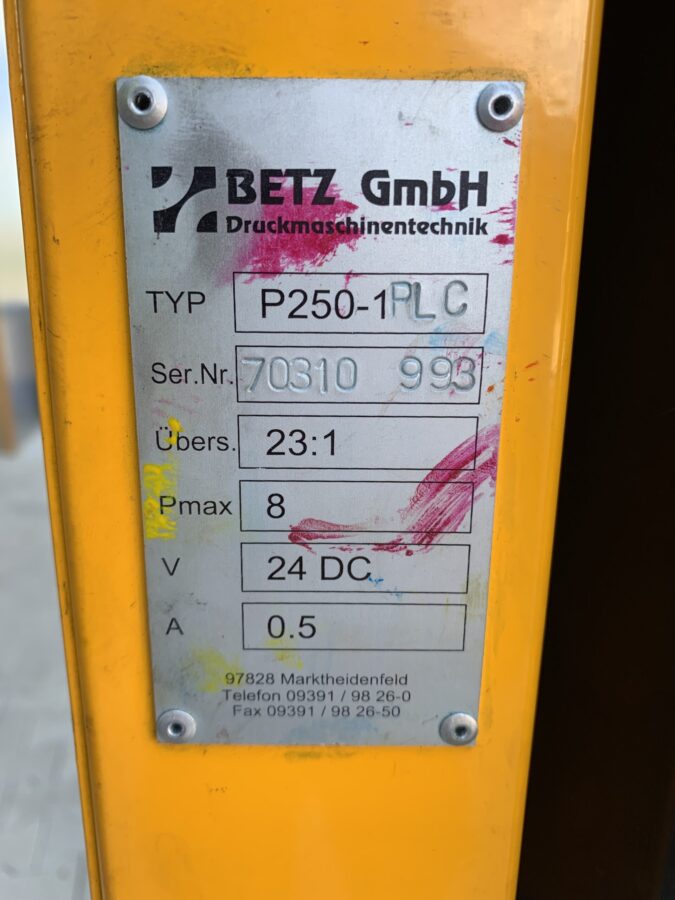 BETZ GmbH
Druckmaschinentechnik
TYP P250-1PLC
Ser.Nr. 70310 993
Übers. 23:1
Pmax 8
V 24 DC
A 0.5
97828 Marktheidenfeld
Telefon 09391 / 98 26-0
Fax 09391 / 98 26-50